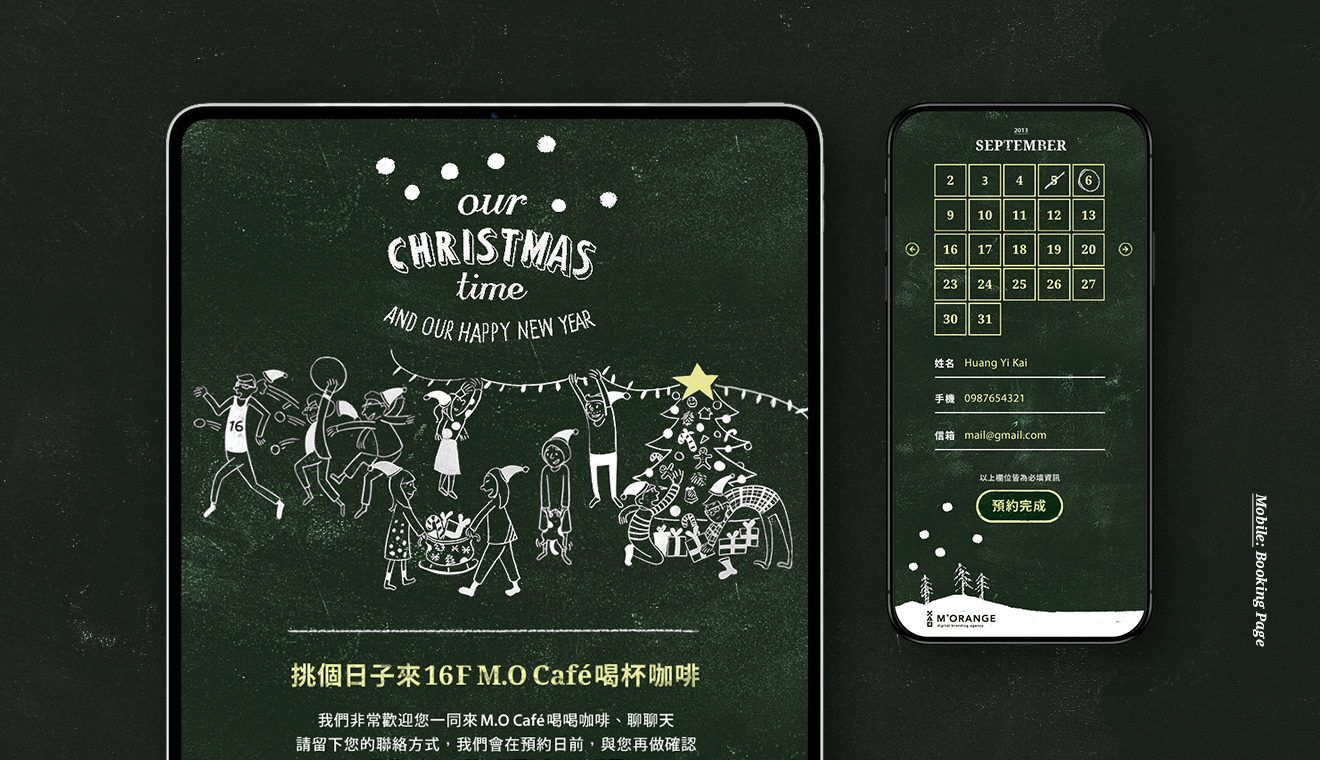 our
CHRISTMAS
time
AND OUR HAPPY NEW YEAR
16
挑個日子來16F M.O Café喝杯咖啡
我們非常歡迎您一同來M.O Café喝喝咖啡、聊聊天
請留下您的聯絡方式，我們會在預約日前，與您再做確認
2013
SEPTEMBER
2 3 4 5 6
9 10 11 12 13
16 17 18 19 20
23 24 25 26 27
30 31
姓名 Huang Yi Kai
手機 0987654321
信箱 mail@gmail.com
以上欄位皆為必填資訊
預約完成
M°ORANGE
digital branding agency
Mobile: Booking Page